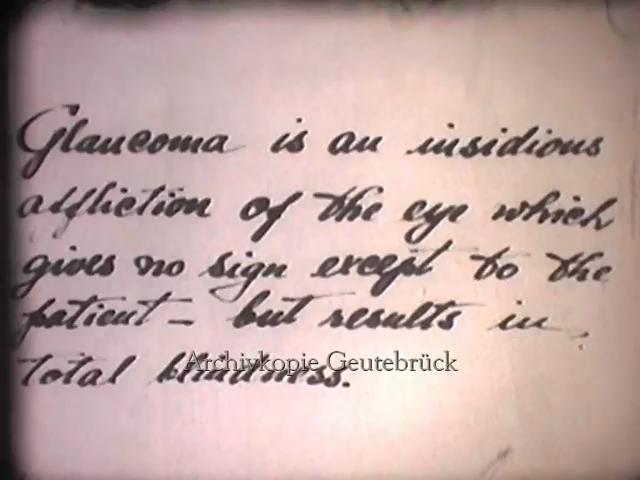 Glaucoma is an insidious
affliction of the eye which
gives no sign except to the
patient – but results in
total blindness.
Archivkopie Geutebrück